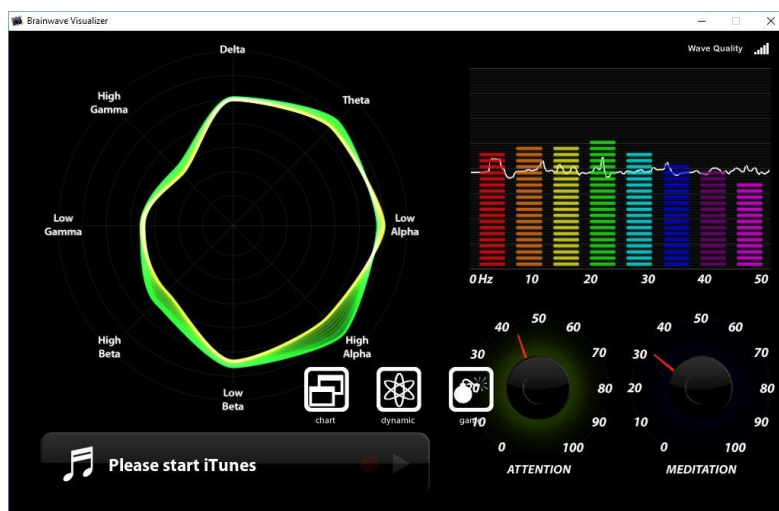 Brainwave Visualizer
Wave Quality
Delta
High
Gamma
Theta
Low
Gamma
Low
Alpha
High
Beta
High
Alpha
Low
Beta
0 Hz 10 20 30 40 50
chart
dynamic
game
Please start iTunes
0 10 20 30 40 50 60 70 80 90 100
ATTENTION
0 10 20 30 40 50 60 70 80 90 100
MEDITATION